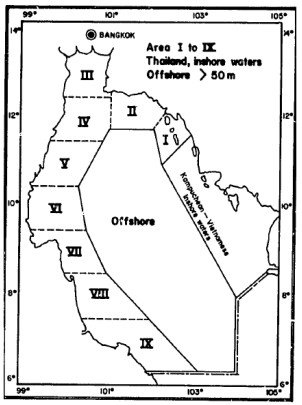 99° 101° 103° 105°
14° 14°
BANGKOK
Area I to IX
Thailand, inshore waters
Offshore > 50 m
III
II
12° 12°
IV
I
V
Kampuchean - Vietnamese
inshore waters
10° 10°
VI
Offshore
VII
8° 8°
VIII
IX
6° 6°
99° 101° 103° 105°